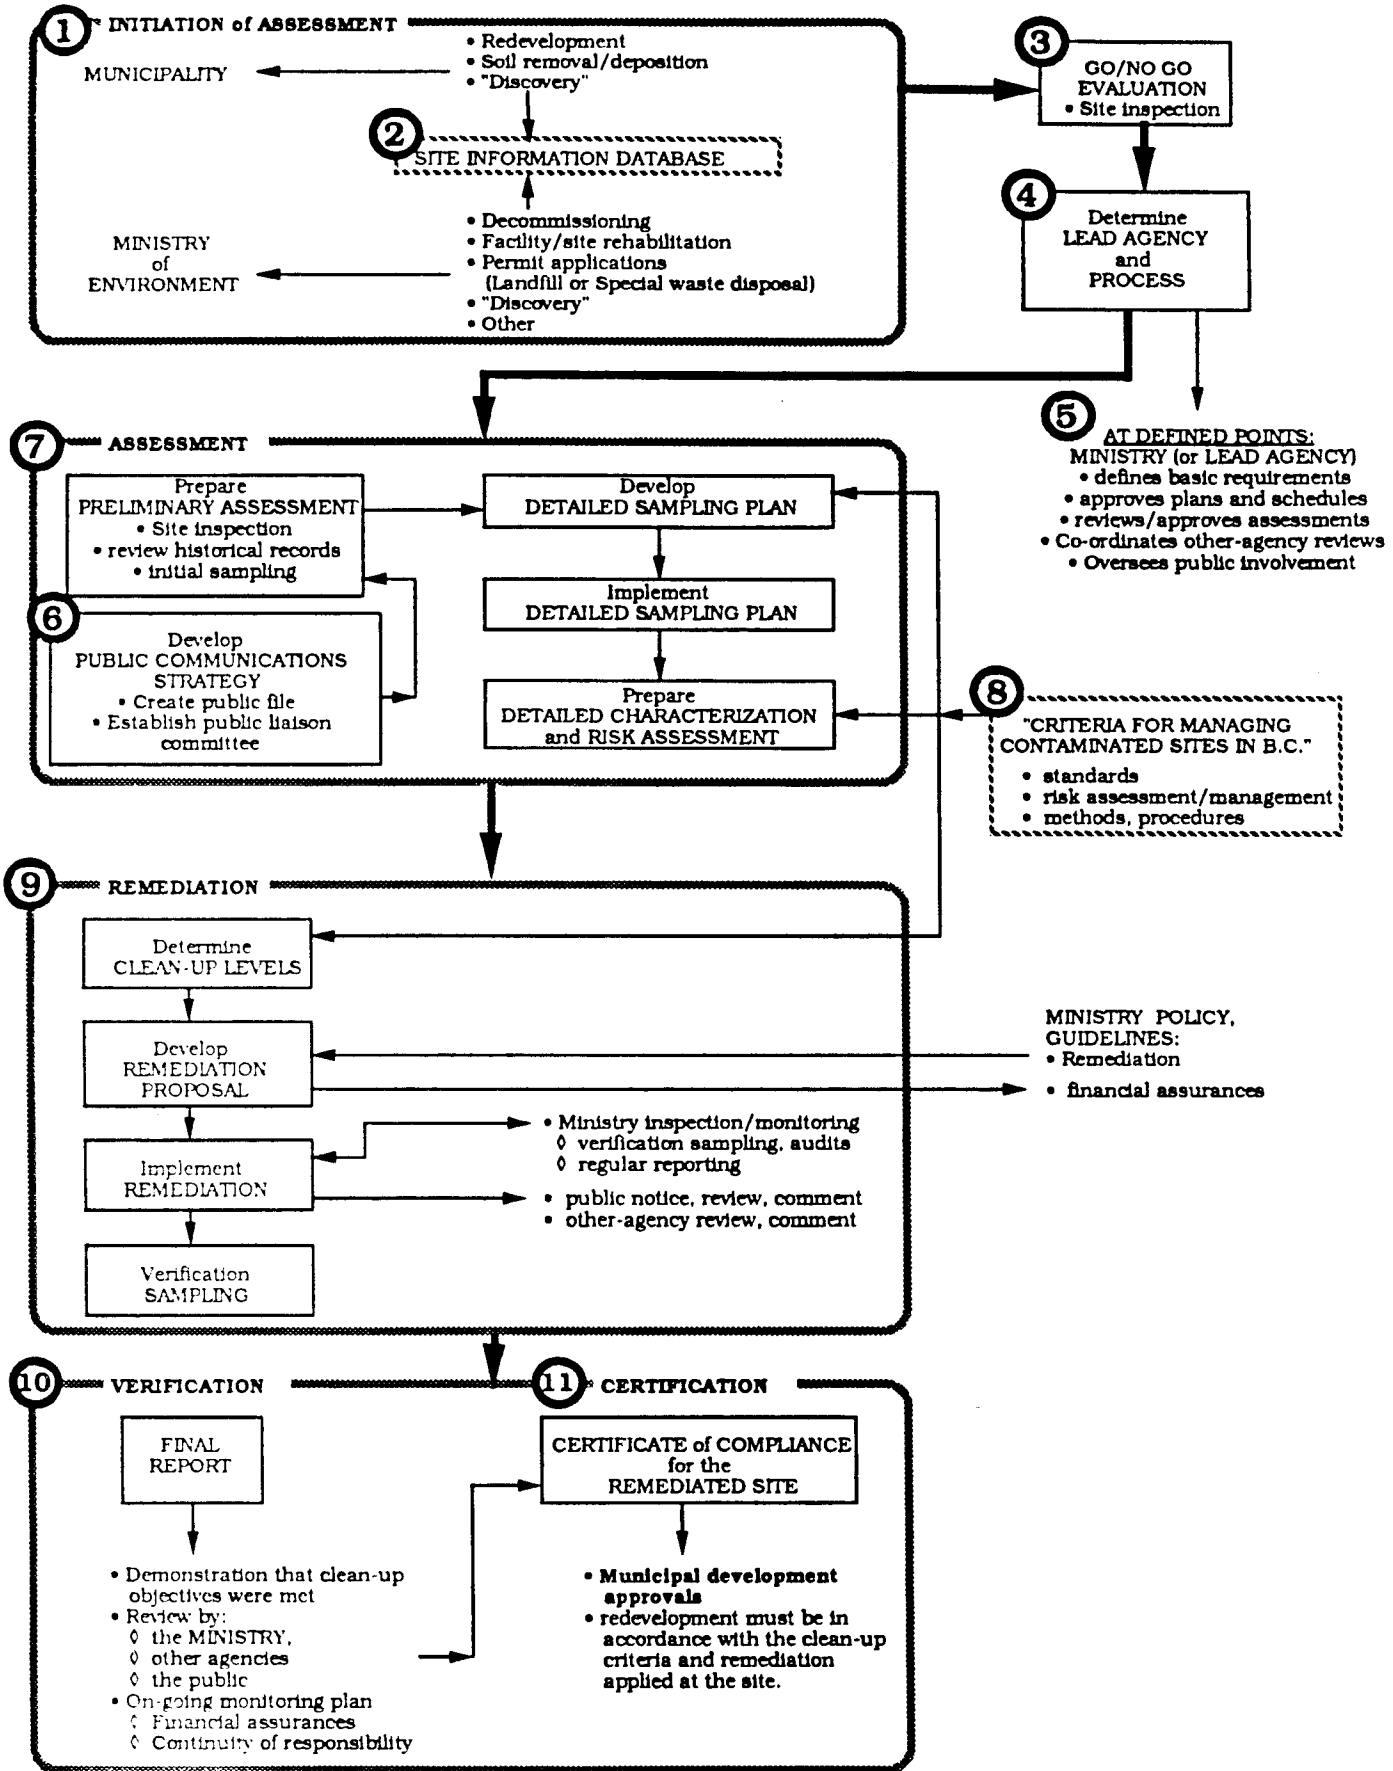 1 INITIATION of ASSESSMENT
• Redevelopment
• Soil removal/deposition
• "Discovery"
MUNICIPALITY
2
SITE INFORMATION DATABASE
• Decommissioning
• Facility/site rehabilitation
• Permit applications
(Landfill or Special waste disposal)
• "Discovery"
• Other
MINISTRY
of
ENVIRONMENT
3
GO/NO GO
EVALUATION
• Site inspection
4
Determine
LEAD AGENCY
and
PROCESS
5
AT DEFINED POINTS:
MINISTRY (or LEAD AGENCY)
• defines basic requirements
• approves plans and schedules
• reviews/approves assessments
• Co-ordinates other-agency reviews
• Oversees public involvement
7 ASSESSMENT
Prepare
PRELIMINARY ASSESSMENT
• Site inspection
• review historical records
• initial sampling
6
Develop
PUBLIC COMMUNICATIONS
STRATEGY
• Create public file
• Establish public liaison
committee
Develop
DETAILED SAMPLING PLAN
Implement
DETAILED SAMPLING PLAN
Prepare
DETAILED CHARACTERIZATION
and RISK ASSESSMENT
8
"CRITERIA FOR MANAGING
CONTAMINATED SITES IN B.C."
• standards
• risk assessment/management
• methods, procedures
9 REMEDIATION
Determine
CLEAN-UP LEVELS
Develop
REMEDIATION
PROPOSAL
Implement
REMEDIATION
Verification
SAMPLING
MINISTRY POLICY,
GUIDELINES:
• Remediation
• financial assurances
• Ministry inspection/monitoring
◊ verification sampling, audits
◊ regular reporting
• public notice, review, comment
• other-agency review, comment
10 VERIFICATION
FINAL
REPORT
• Demonstration that clean-up
objectives were met
• Review by:
◊ the MINISTRY,
◊ other agencies
◊ the public
• On-going monitoring plan
◊ Financial assurances
◊ Continuity of responsibility
11 CERTIFICATION
CERTIFICATE of COMPLIANCE
for the
REMEDIATED SITE
• Municipal development
approvals
• redevelopment must be in
accordance with the clean-up
criteria and remediation
applied at the site.